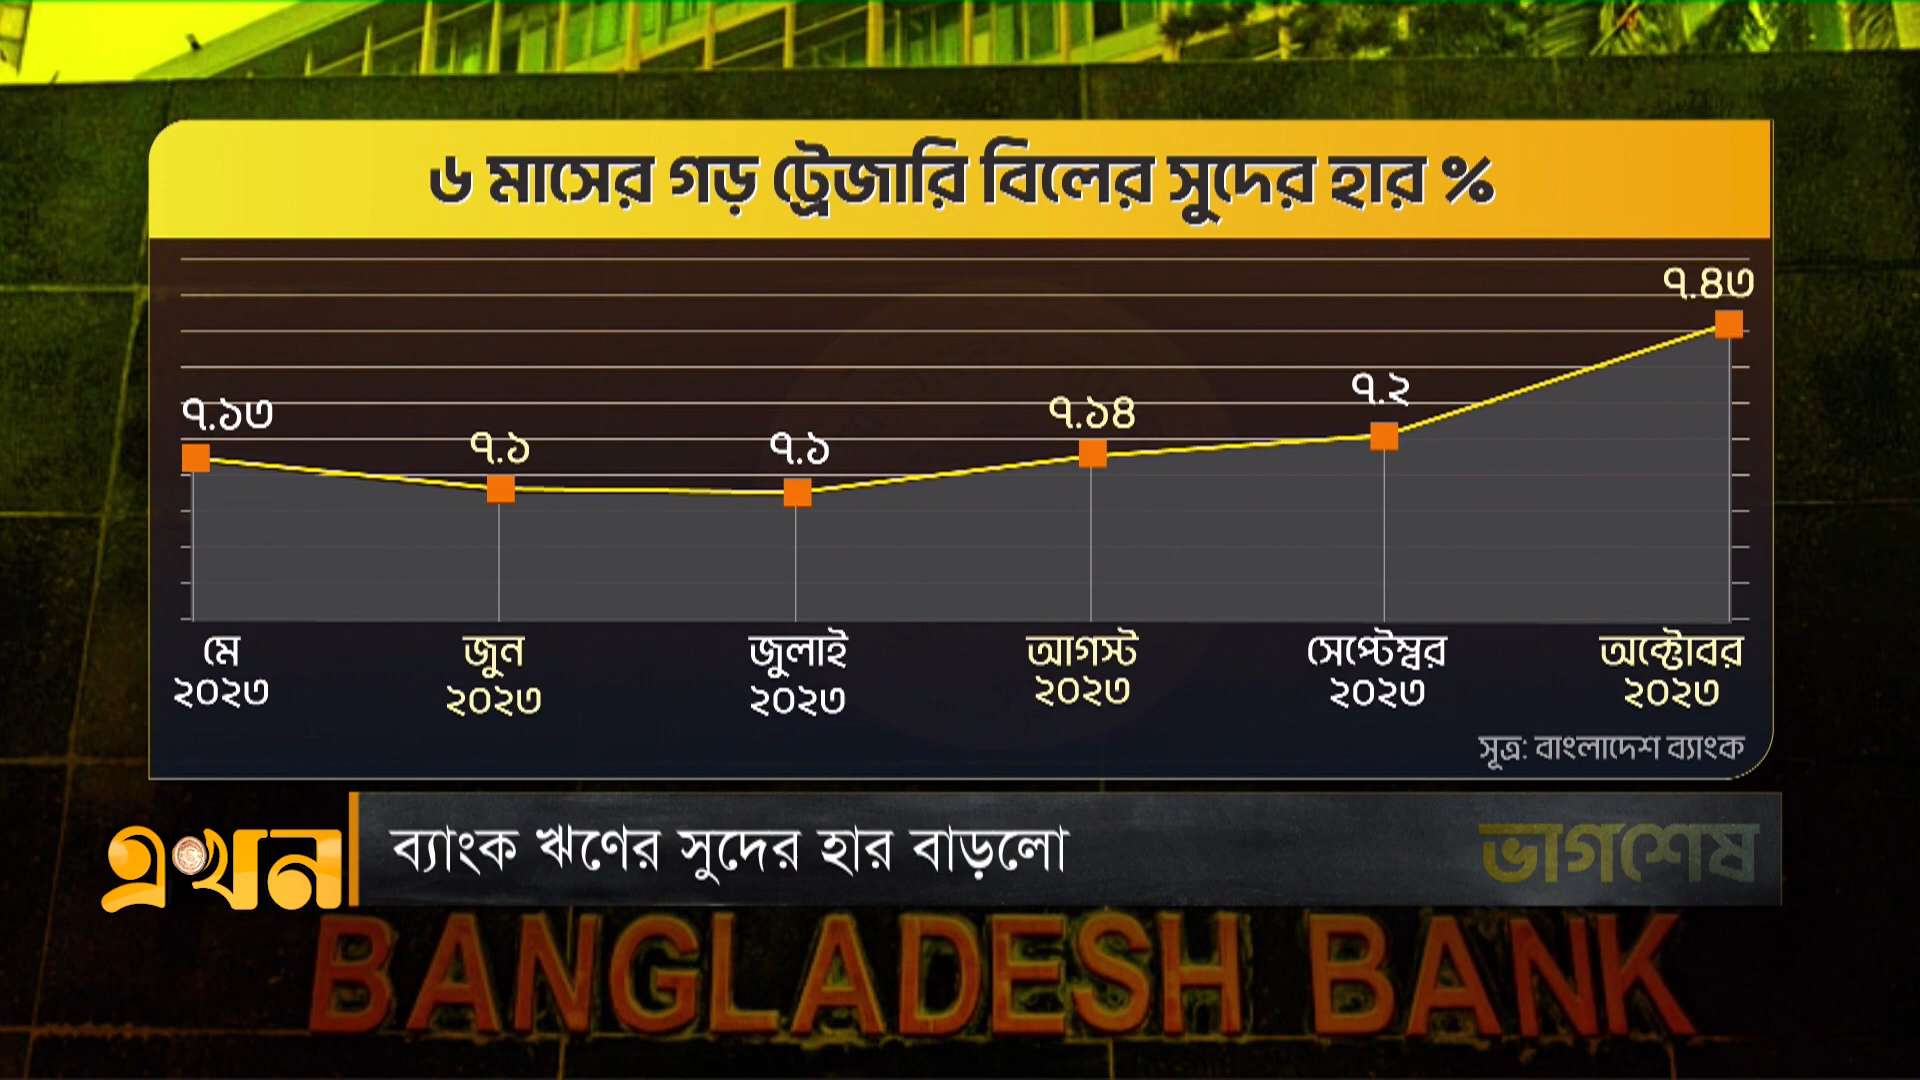 ৬ মাসের গড় ট্রেজারি বিলের সুদের হার %
৭.১৩
৭.১
৭.১
৭.১৪
৭.২
৭.৪৩
মে
২০২৩
জুন
২০২৩
জুলাই
২০২৩
আগস্ট
২০২৩
সেপ্টেম্বর
২০২৩
অক্টোবর
২০২৩
সূত্র: বাংলাদেশ ব্যাংক
এখন
ব্যাংক ঋণের সুদের হার বাড়লো
ভাগশেষ
BANGLADESH BANK